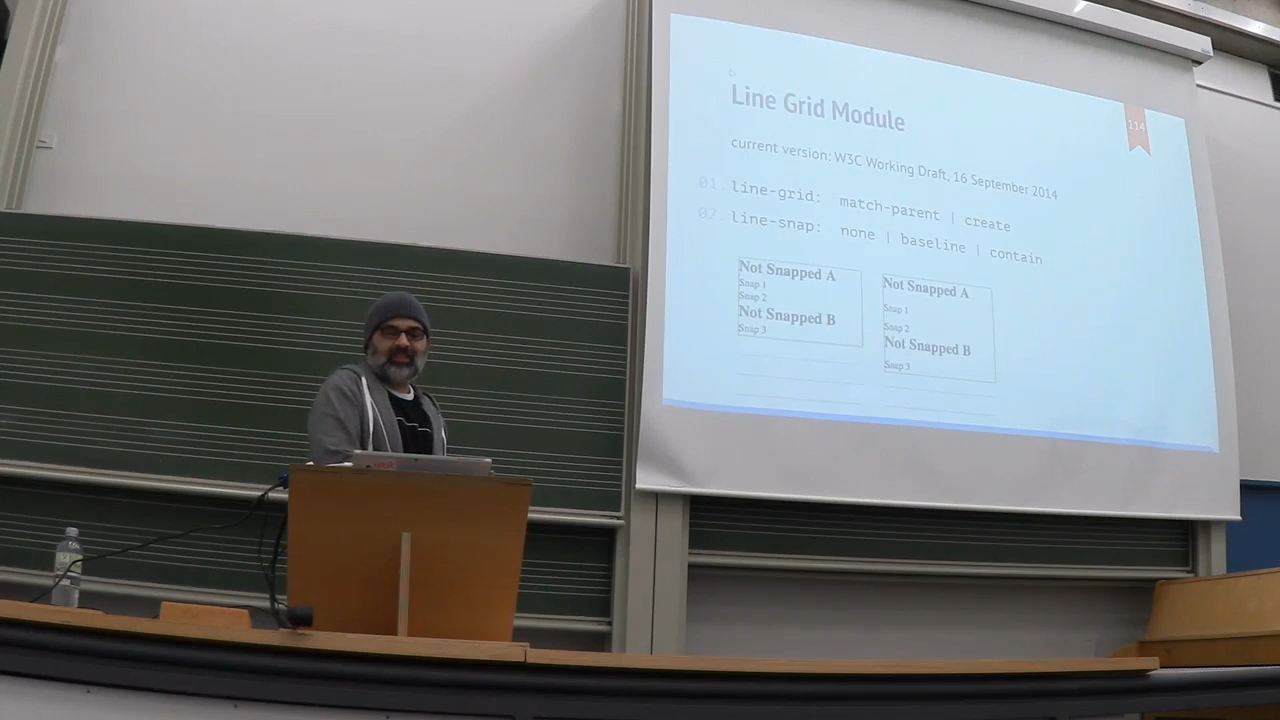 Line Grid Module
114
current version: W3C Working Draft, 16 September 2014
01. line-grid: match-parent | create
02. line-snap: none | baseline | contain
Not Snapped A
Snap 1
Snap 2
Not Snapped B
Snap 3
Not Snapped A
Snap 1
Snap 2
Not Snapped B
Snap 3